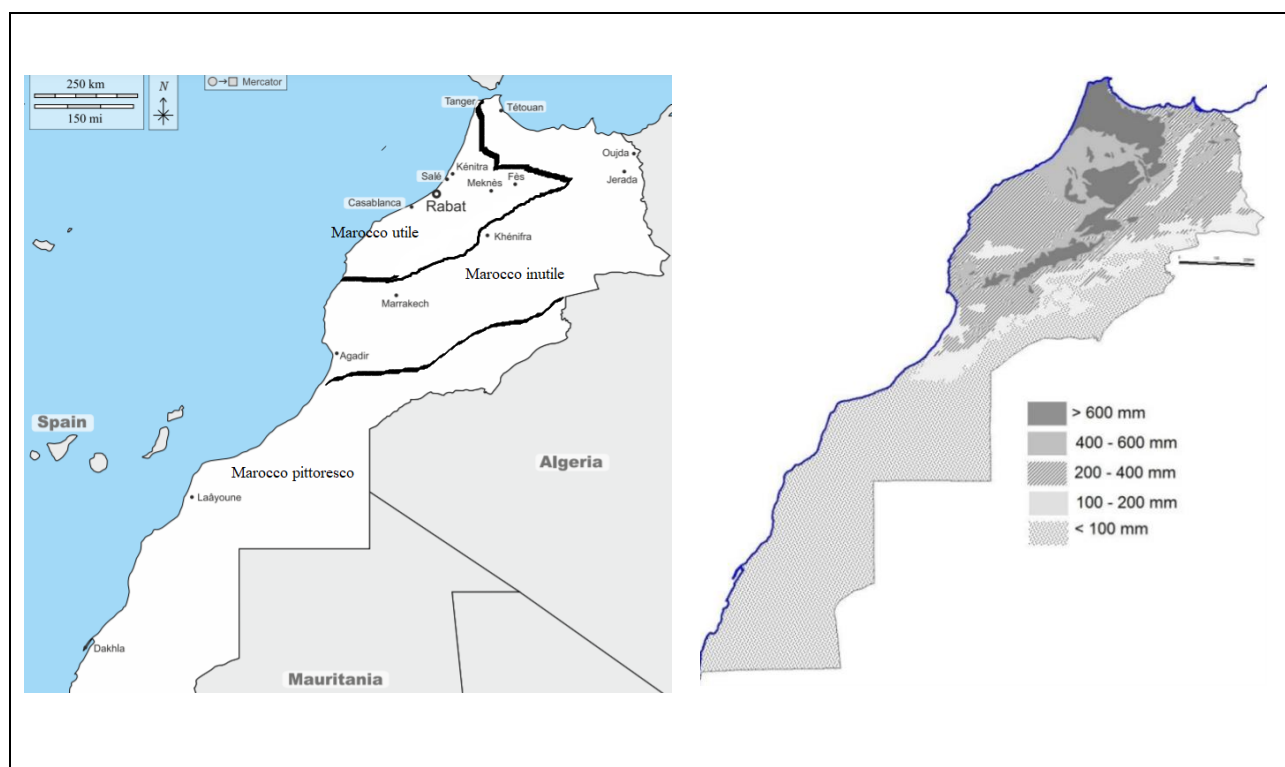 250 km
150 mi
N
Mercator
Tanger
Tétouan
Oujda
Jerada
Kénitra
Salé
Fès
Meknès
Rabat
Casablanca
Marocco utile
Khénifra
Marocco inutile
Marrakech
Agadir
Spain
Algeria
Marocco pittoresco
Laâyoune
Dakhla
Mauritania
> 600 mm
400 - 600 mm
200 - 400 mm
100 - 200 mm
< 100 mm